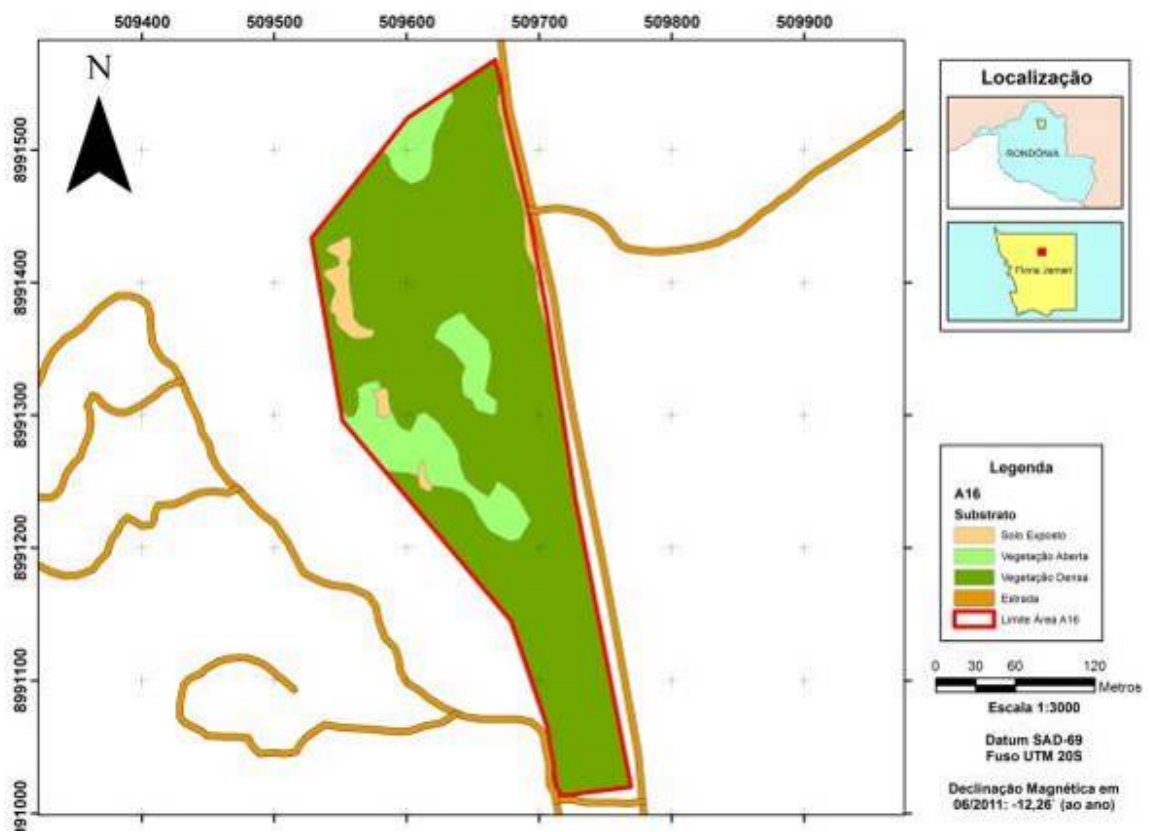 509400 509500 509600 509700 509800 509900
N
8991500
8991400
8991300
8991200
8991100
8991000
Localização
RONDÔNIA
Flona Jamari
Legenda
A16
Substrato
Solo Exposto
Vegetação Aberta
Vegetação Densa
Estrada
Limite Área A16
0 30 60 120
Metros
Escala 1:3000
Datum SAD-69
Fuso UTM 20S
Declinação Magnética em
06/2011: -12,26´ (ao ano)